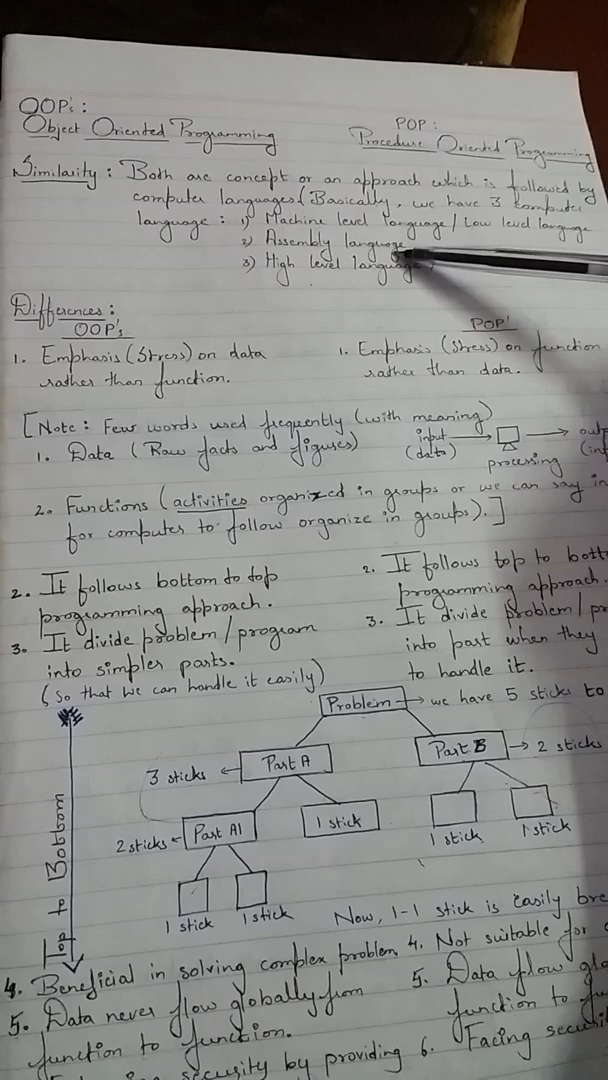 OOP's :
Object Oriented Programming
POP :
Procedure Oriented Programming
Similarity : Both are concept or an approach which is followed by
computer languages (Basically, we have 3 computer
language : 1) Machine level language / Low level language
2) Assembly language
3) High level language
Differences :
OOP's
1. Emphasis (Stress) on data
rather than function.
POP'
1. Emphasis (Stress) on function
rather than data.
[Note : Few words used frequently (with meaning)
1. Data (Raw facts and figures)
input
(data)
processing
2. Functions (activities organized in groups or we can say in
for computer to follow organize in groups).]
2. It follows bottom to top
programming approach.
3. It divide problem / program
into simpler parts.
(So that we can handle it easily)
2. It follows top to bott
programming approach.
3. It divide problem / pr
into part when they
to handle it.
Problem → we have 5 sticks to
3 sticks ← Part A
Part B → 2 sticks
2 sticks ← Part A1
1 stick
1 stick
1 stick
1 stick
1 stick
Top to Bottom
Now, 1-1 stick is easily bre
4. Beneficial in solving complex problem.
5. Data never flow globally from
function to function.
security by providing
4. Not suitable for
5. Data flow glo
function to fu
6. Facing securi